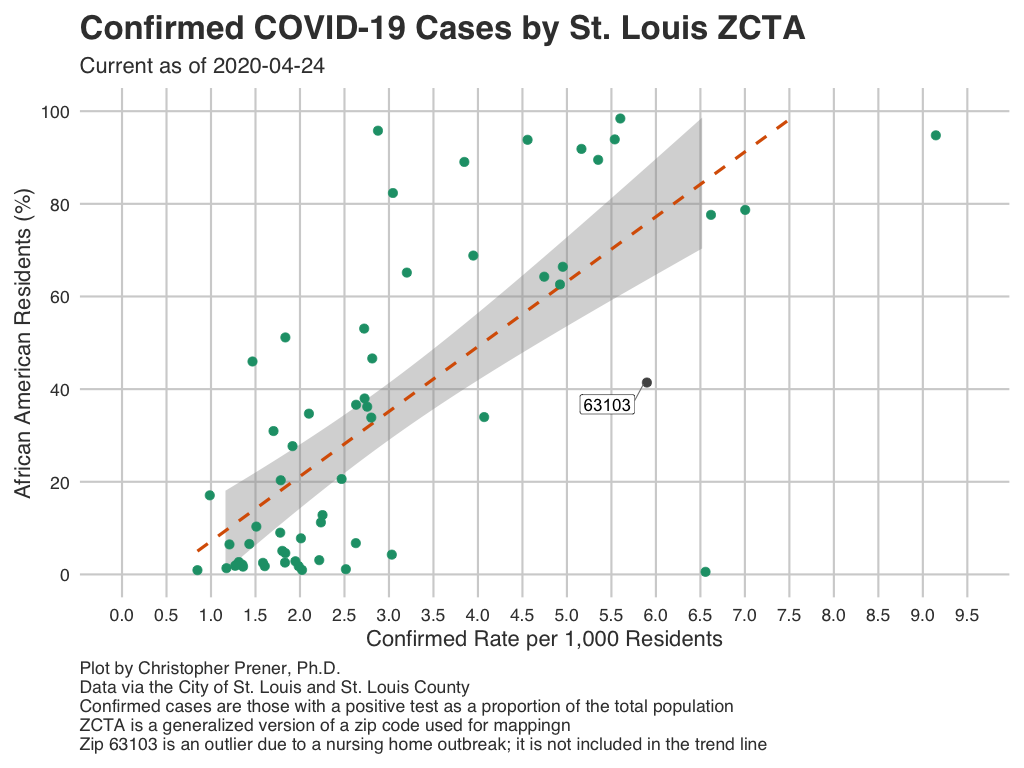 Confirmed COVID-19 Cases by St. Louis ZCTA
Current as of 2020-04-24
African American Residents (%)
100
80
60
40
20
0
63103
0.0 0.5 1.0 1.5 2.0 2.5 3.0 3.5 4.0 4.5 5.0 5.5 6.0 6.5 7.0 7.5 8.0 8.5 9.0 9.5
Confirmed Rate per 1,000 Residents
Plot by Christopher Prener, Ph.D.
Data via the City of St. Louis and St. Louis County
Confirmed cases are those with a positive test as a proportion of the total population
ZCTA is a generalized version of a zip code used for mappingn
Zip 63103 is an outlier due to a nursing home outbreak; it is not included in the trend line